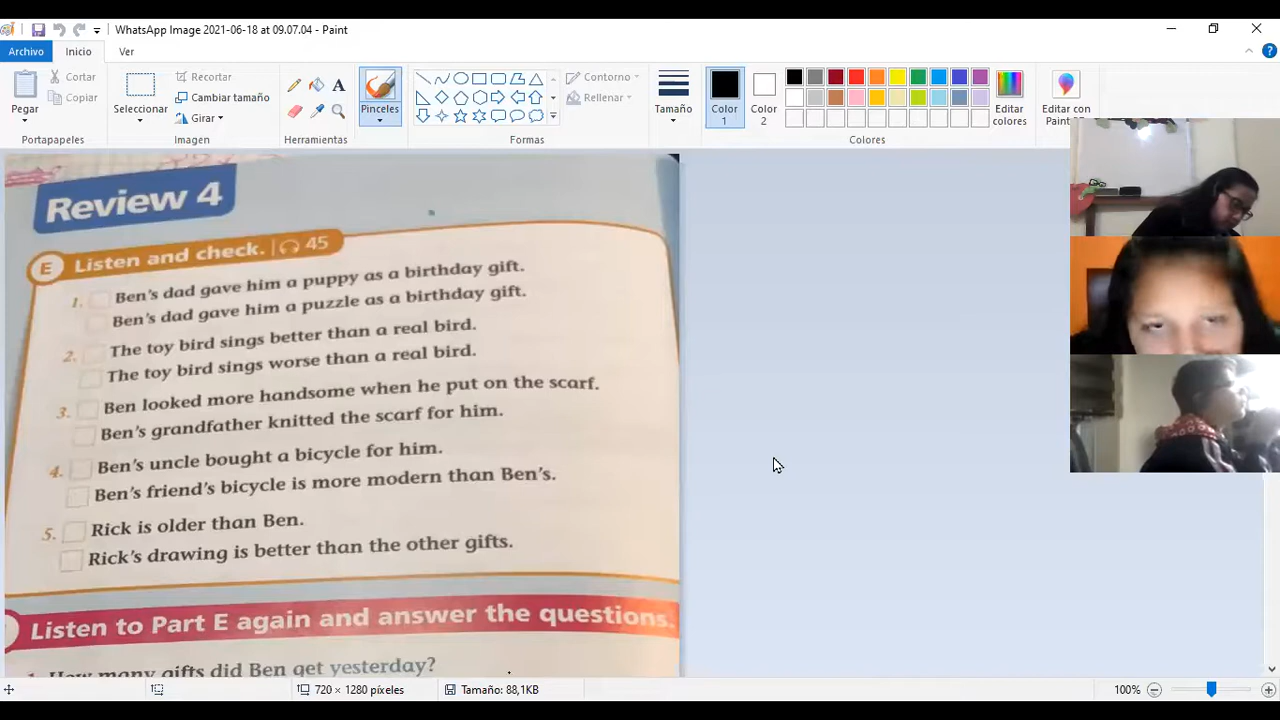 WhatsApp Image 2021-06-18 at 09.07.04 - Paint
Archivo
Inicio
Ver
Pegar
Cortar
Copiar
Portapapeles
Seleccionar
Recortar
Cambiar tamaño
Girar
Imagen
A
Herramientas
Pinceles
Formas
Contorno
Rellenar
Tamaño
Color 1
Color 2
Colores
Editar colores
Editar con
Review 4
E Listen and check. | 45
1. Ben's dad gave him a puppy as a birthday gift.
Ben's dad gave him a puzzle as a birthday gift.
2. The toy bird sings better than a real bird.
The toy bird sings worse than a real bird.
3. Ben looked more handsome when he put on the scarf.
Ben's grandfather knitted the scarf for him.
4. Ben's uncle bought a bicycle for him.
Ben's friend's bicycle is more modern than Ben's.
5. Rick is older than Ben.
Rick's drawing is better than the other gifts.
Listen to Part E again and answer the questions.
How many gifts did Ben get yesterday?
720 × 1280 píxeles
Tamaño: 88,1KB
100%